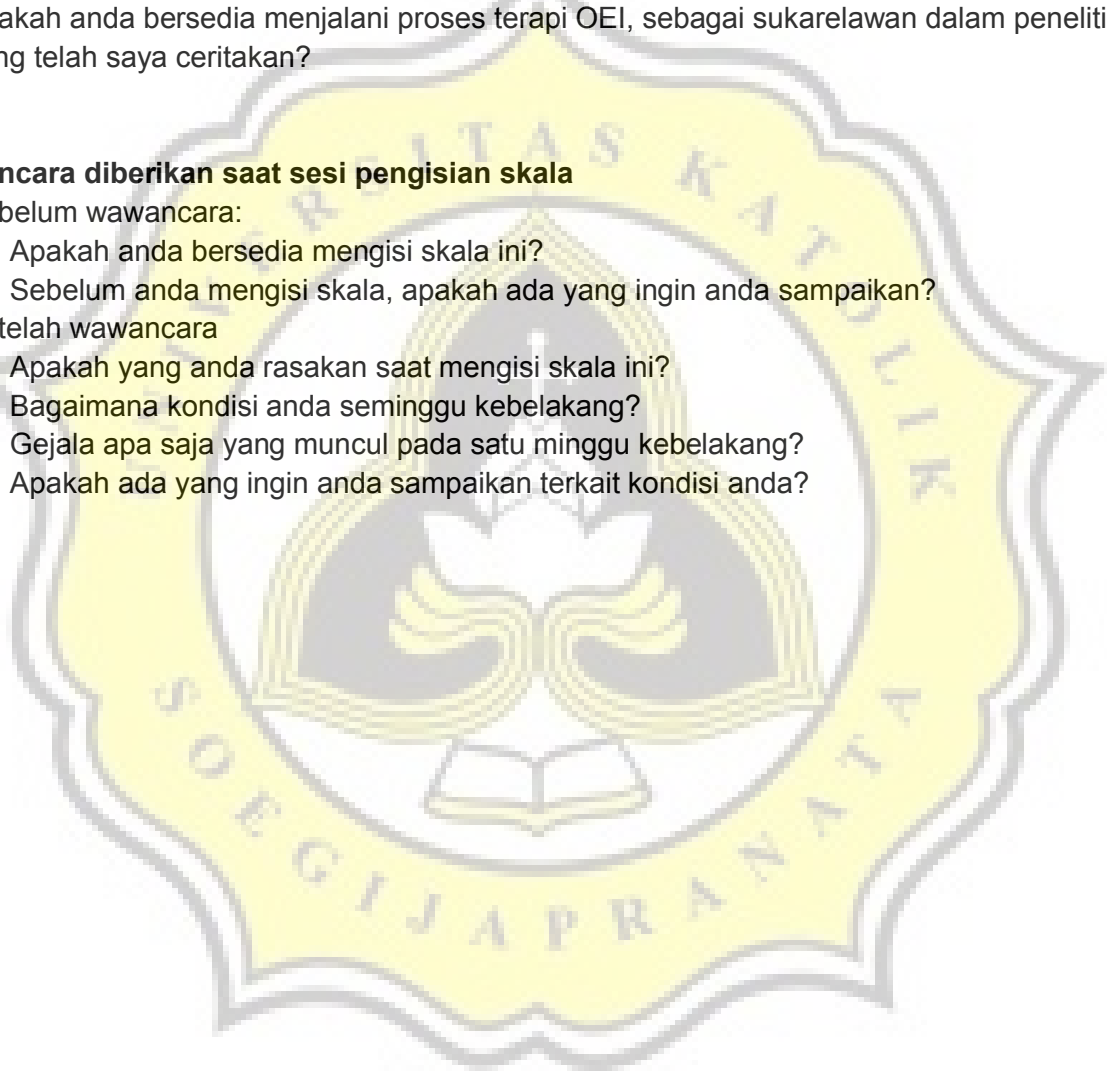 akah anda bersedia menjalani proses terapi OEI, sebagai sukarelawan dalam peneliti
ng telah saya ceritakan?
ncara diberikan saat sesi pengisian skala
belum wawancara:
Apakah anda bersedia mengisi skala ini?
Sebelum anda mengisi skala, apakah ada yang ingin anda sampaikan?
telah wawancara
Apakah yang anda rasakan saat mengisi skala ini?
Bagaimana kondisi anda seminggu kebelakang?
Gejala apa saja yang muncul pada satu minggu kebelakang?
Apakah ada yang ingin anda sampaikan terkait kondisi anda?
UNIVERSITAS KATOLIK
SOEGIJAPRANATA